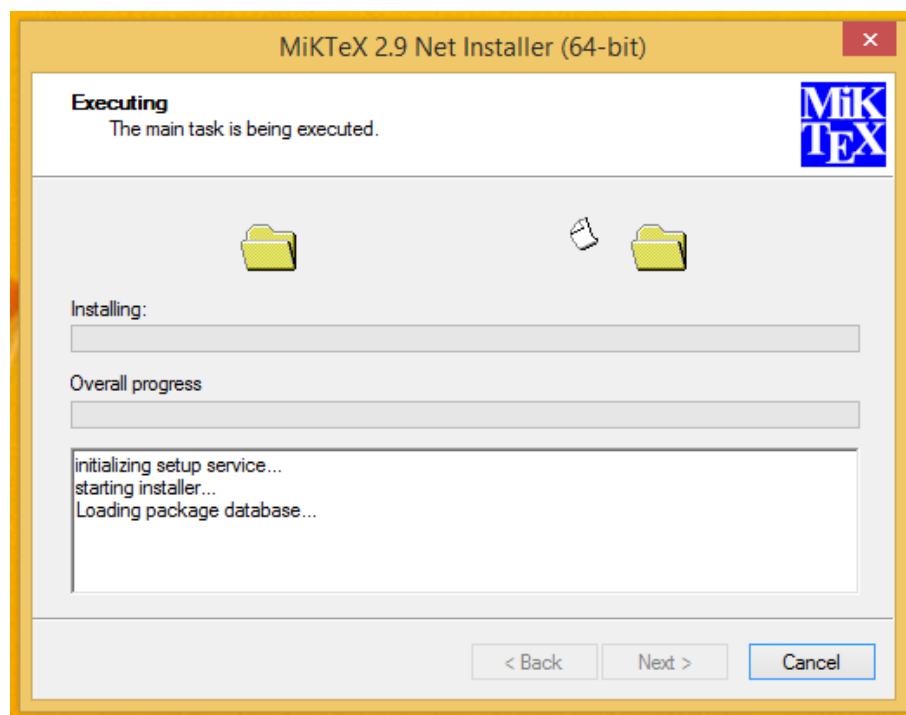 MiKTeX 2.9 Net Installer (64-bit)
Executing
The main task is being executed.
MiK
TEX
Installing:
Overall progress
initializing setup service...
starting installer...
Loading package database...
< Back
Next >
Cancel